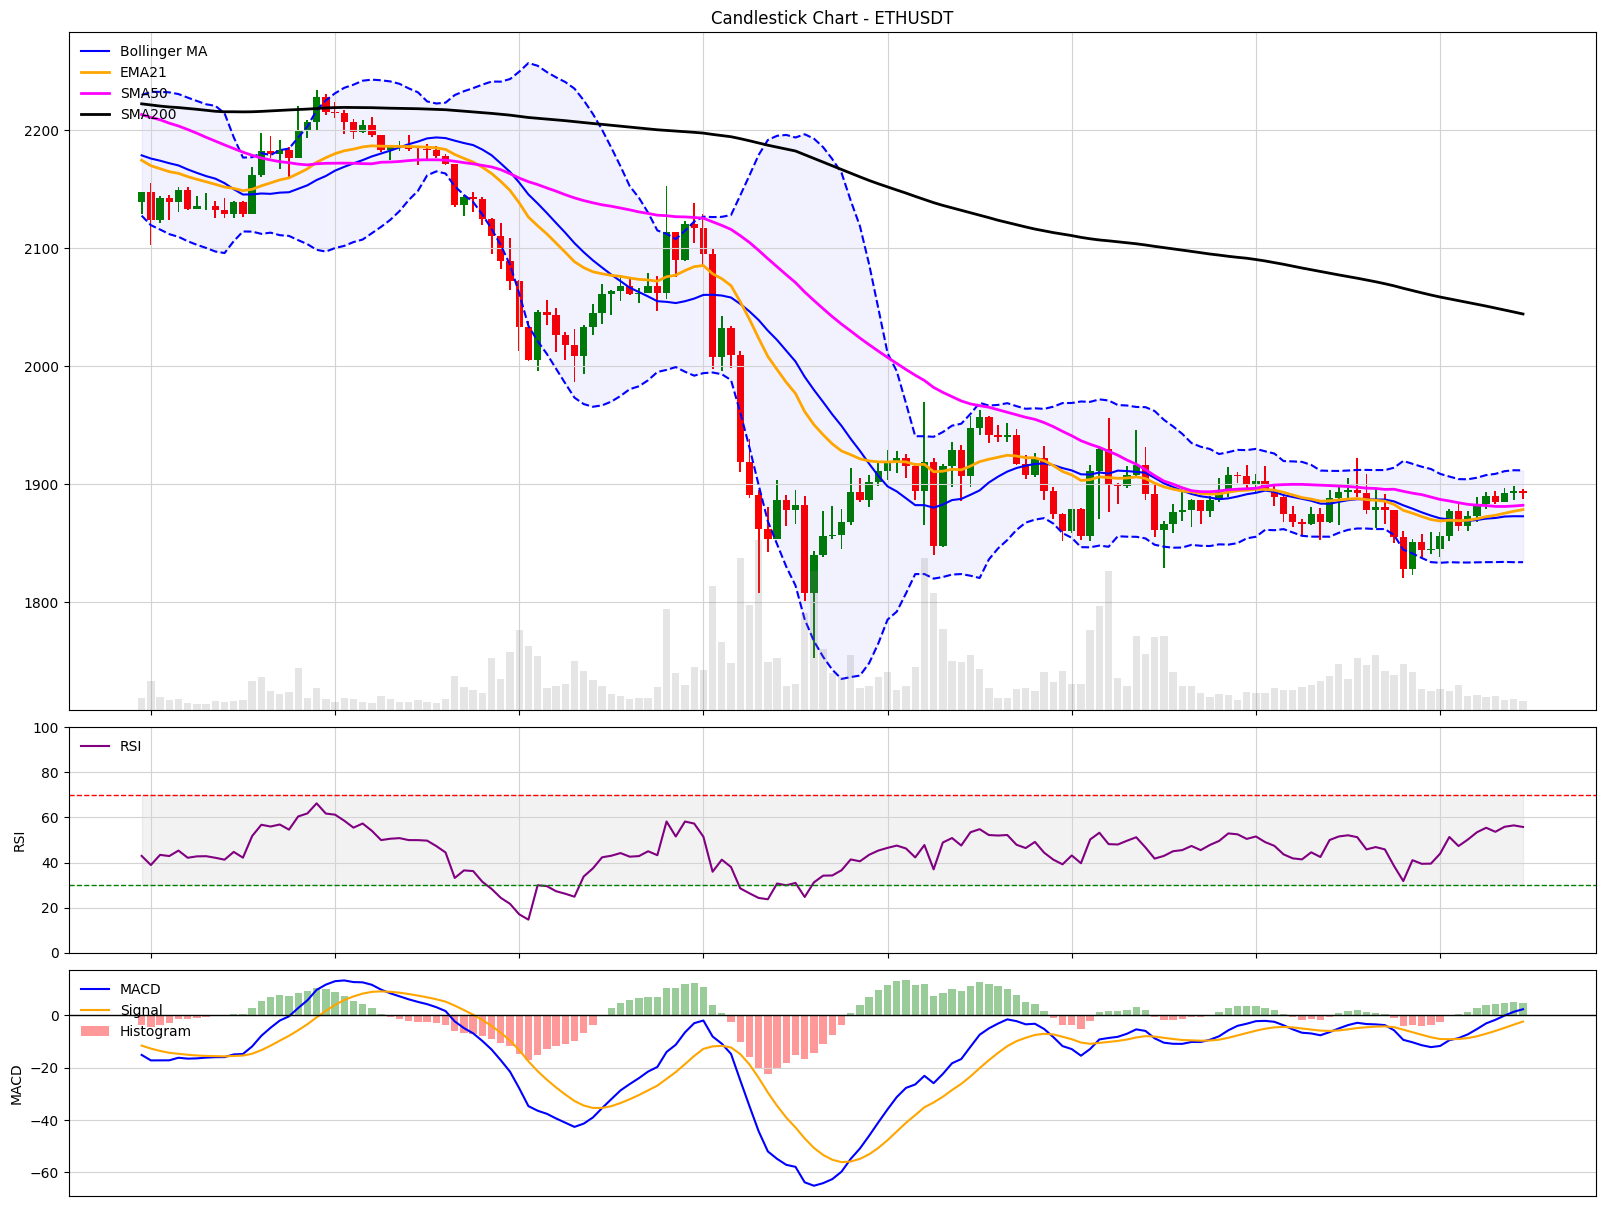 Candlestick Chart - ETHUSDT
Bollinger MA
EMA21
SMA50
SMA200
2200
2100
2000
1900
1800
RSI
100
80
60
40
20
0
RSI
MACD
Signal
Histogram
0
−20
−40
−60
MACD